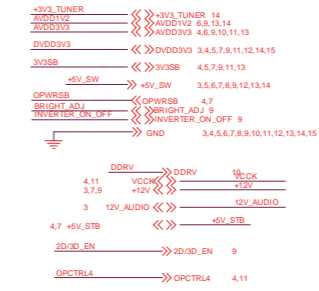 +3V3_TUNER +3V3_TUNER 14
AVDD1V2 AVDD1V2 6,9,13,14
AVDD3V3 AVDD3V3 4,6,9,10,11,13
DVDD3V3 DVDD3V3 3,4,5,7,9,11,12,14,15
3V3SB 3V3SB 4,5,7,9,11,13
+5V_SW +5V_SW 3,5,6,7,8,9,12,13,14
OPWRSB OPWRSB 4,7
BRIGHT_ADJ BRIGHT_ADJ 9
INVERTER_ON_OFF INVERTER_ON_OFF 9
GND 3,4,5,6,7,8,9,10,11,12,13,14,15
DDRV DDRV 10
4,11 VCCK VCCK
3,7,9 +12V +12V
3 12V_AUDIO 12V_AUDIO
4,7 +5V_STB +5V_STB
2D/3D_EN 2D/3D_EN 9
OPCTRL4 OPCTRL4 4,11